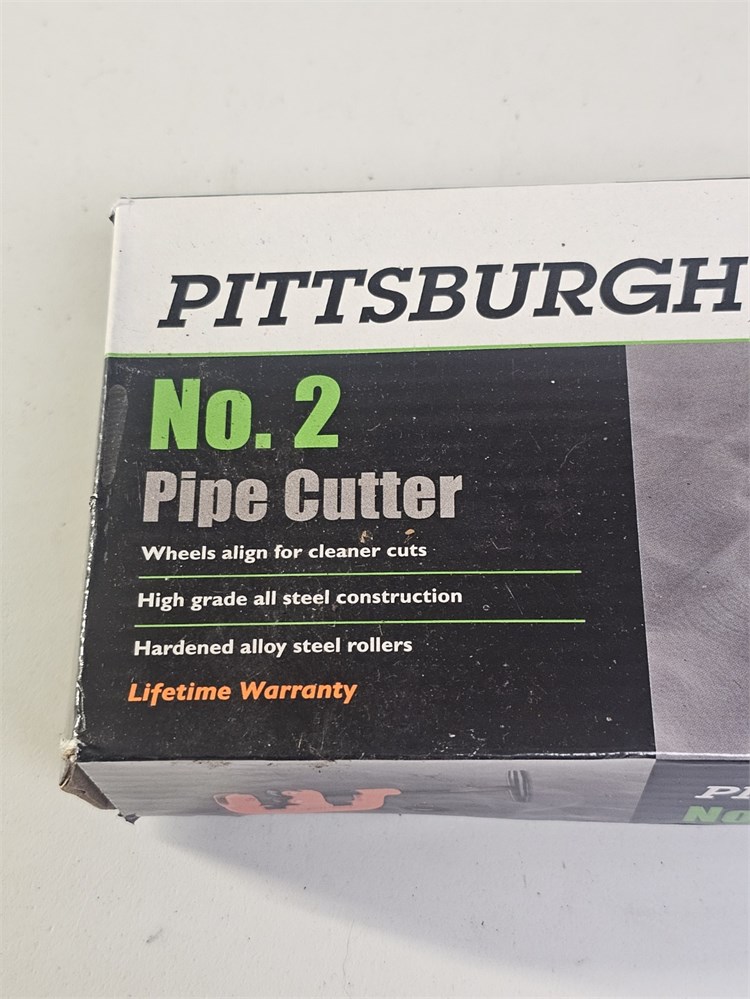 PITTSBURGH
No. 2
Pipe Cutter
Wheels align for cleaner cuts
High grade all steel construction
Hardened alloy steel rollers
Lifetime Warranty